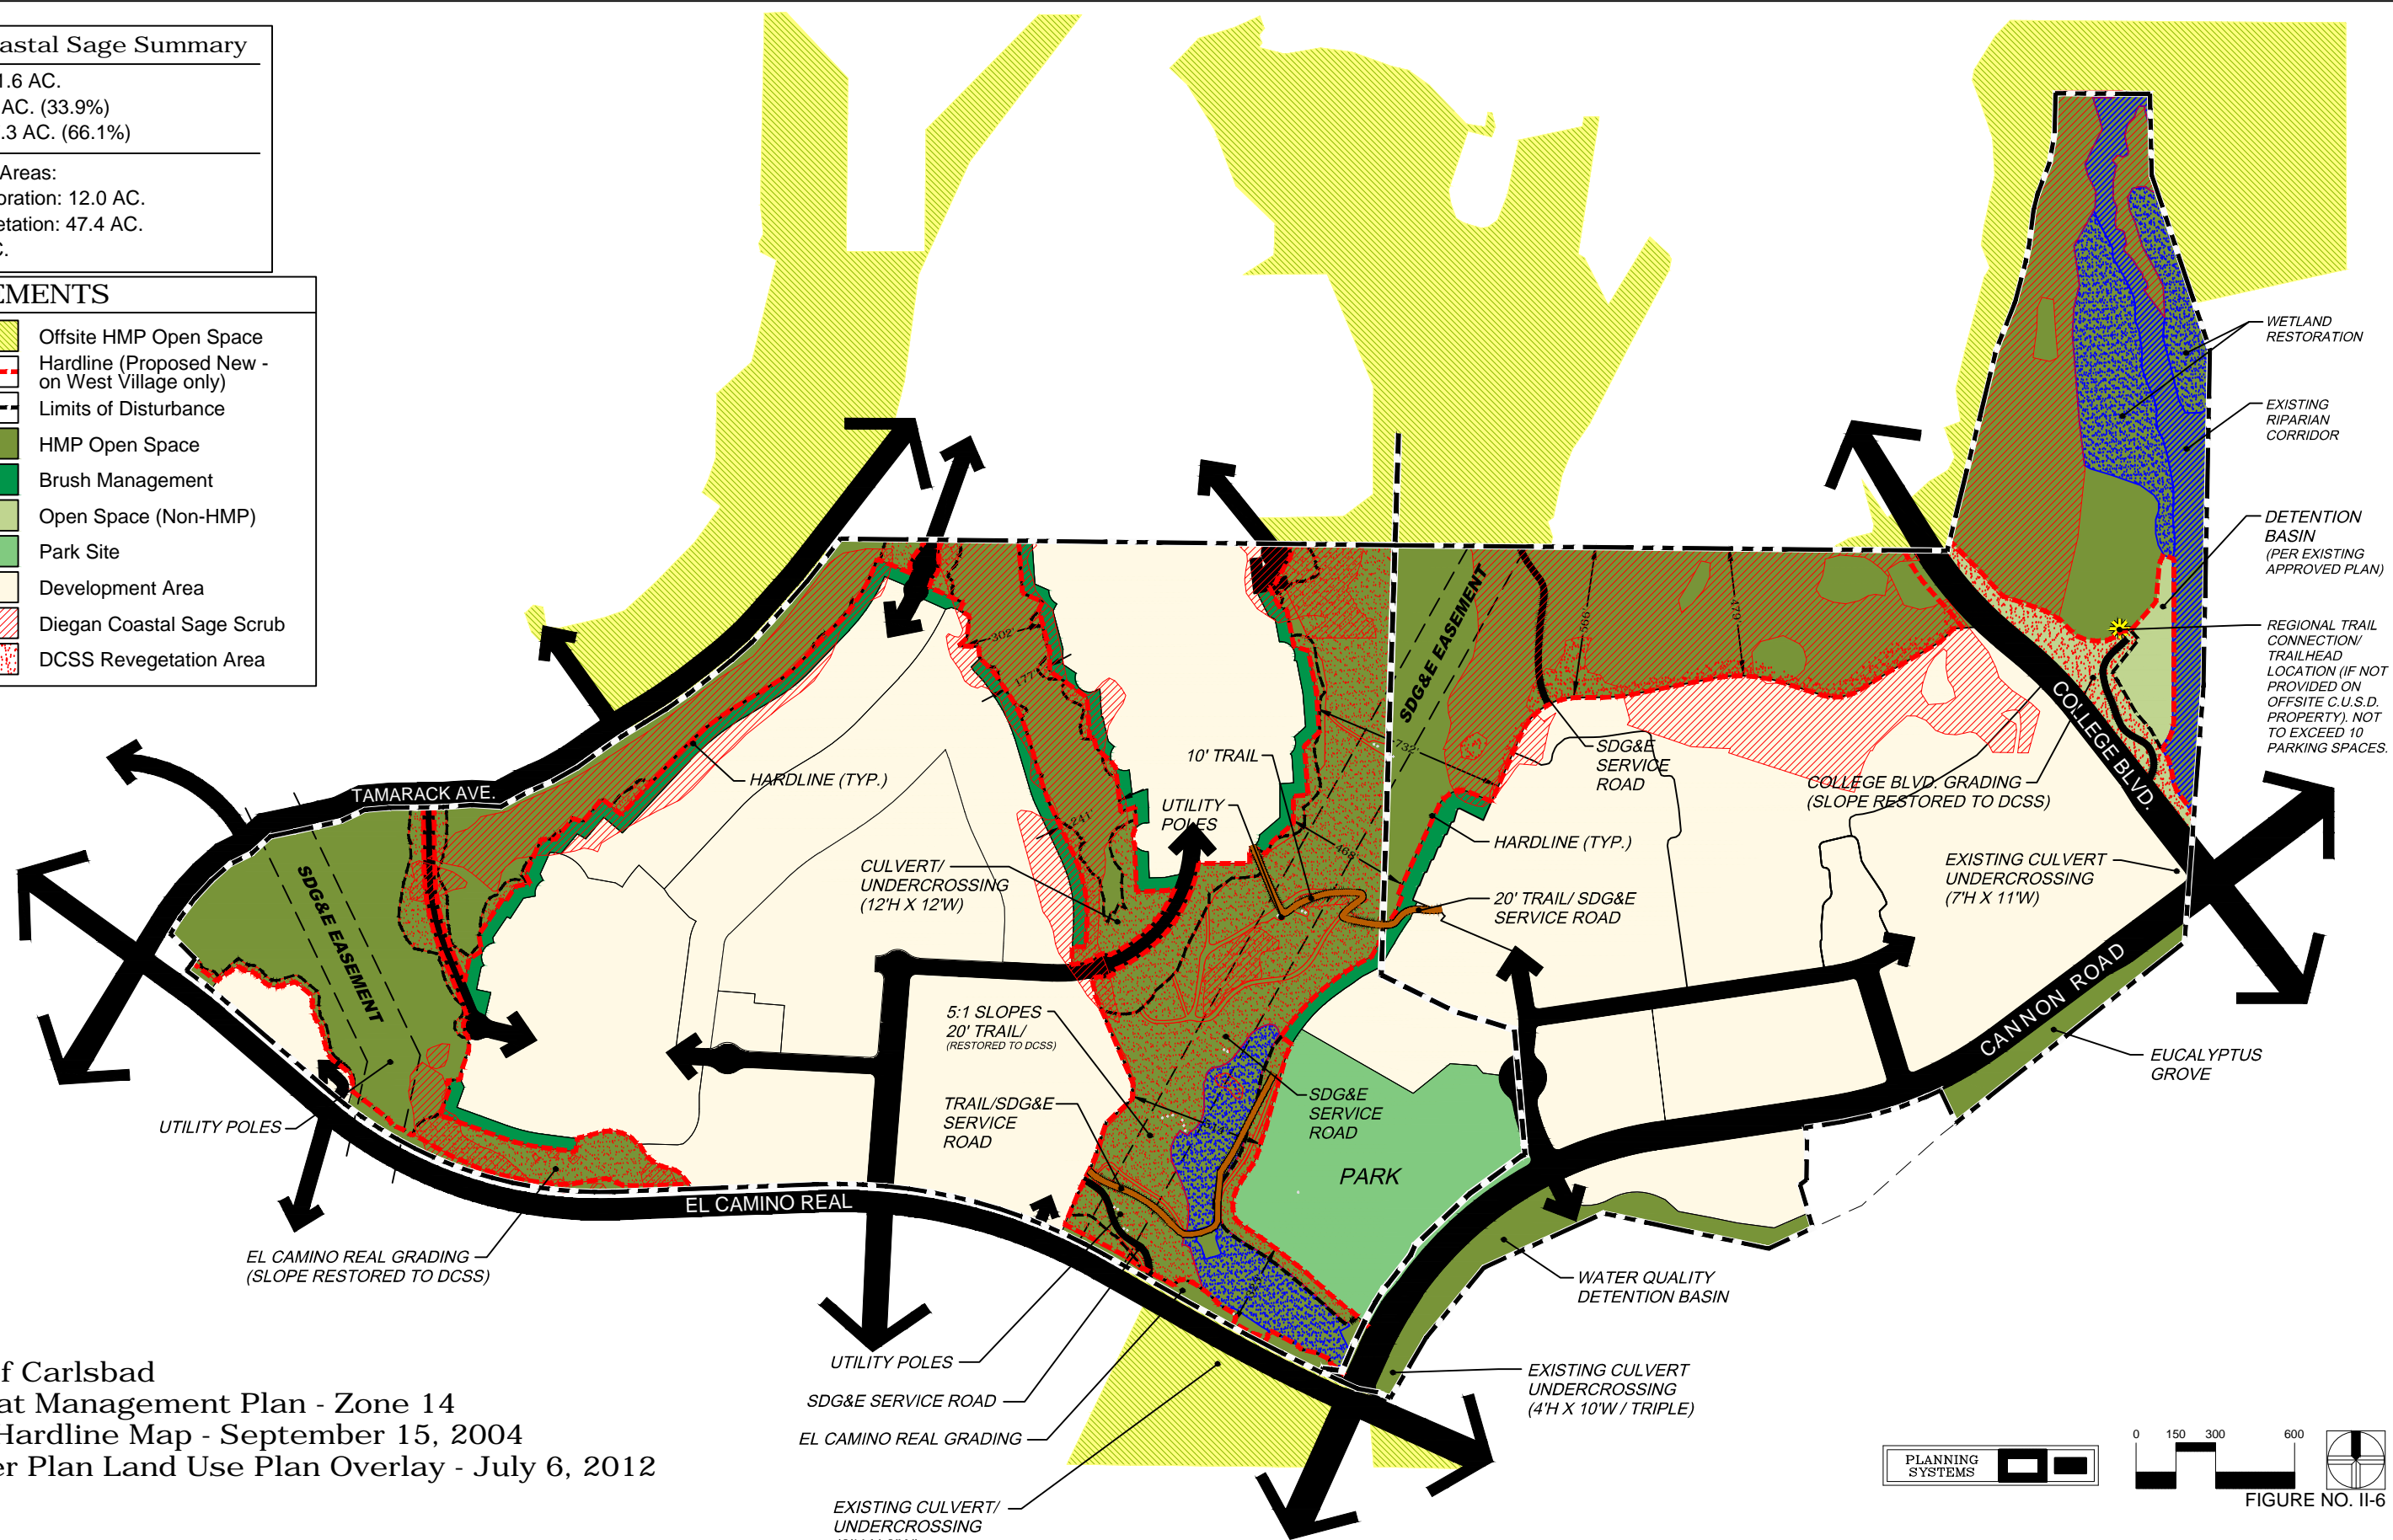 astal Sage Summary
1.6 AC.
AC. (33.9%)
.3 AC. (66.1%)
Areas:
oration: 12.0 AC.
etation: 47.4 AC.
C.
EMENTS
Offsite HMP Open Space
Hardline (Proposed New -
on West Village only)
Limits of Disturbance
HMP Open Space
Brush Management
Open Space (Non-HMP)
Park Site
Development Area
Diegan Coastal Sage Scrub
DCSS Revegetation Area
WETLAND
RESTORATION
EXISTING
RIPARIAN
CORRIDOR
DETENTION
BASIN
(PER EXISTING
APPROVED PLAN)
REGIONAL TRAIL
CONNECTION/
TRAILHEAD
LOCATION (IF NOT
PROVIDED ON
OFFSITE C.U.S.D.
PROPERTY). NOT
TO EXCEED 10
PARKING SPACES.
302'
177'
241'
732'
468'
566'
479'
SDG&E EASEMENT
SDG&E
SERVICE
ROAD
COLLEGE BLVD.
COLLEGE BLVD. GRADING
(SLOPE RESTORED TO DCSS)
HARDLINE (TYP.)
10' TRAIL
UTILITY
POLES
TAMARACK AVE.
HARDLINE (TYP.)
CULVERT/
UNDERCROSSING
(12'H X 12'W)
20' TRAIL/ SDG&E
SERVICE ROAD
EXISTING CULVERT
UNDERCROSSING
(7'H X 11'W)
SDG&E EASEMENT
CANNON ROAD
5:1 SLOPES
20' TRAIL/
(RESTORED TO DCSS)
EUCALYPTUS
GROVE
TRAIL/SDG&E
SERVICE
ROAD
SDG&E
SERVICE
ROAD
UTILITY POLES
PARK
EL CAMINO REAL
EL CAMINO REAL GRADING
(SLOPE RESTORED TO DCSS)
WATER QUALITY
DETENTION BASIN
UTILITY POLES
SDG&E SERVICE ROAD
EL CAMINO REAL GRADING
EXISTING CULVERT
UNDERCROSSING
(4'H X 10'W / TRIPLE)
EXISTING CULVERT/
UNDERCROSSING
f Carlsbad
at Management Plan - Zone 14
Hardline Map - September 15, 2004
er Plan Land Use Plan Overlay - July 6, 2012
PLANNING
SYSTEMS
0 150 300 600
FIGURE NO. II-6